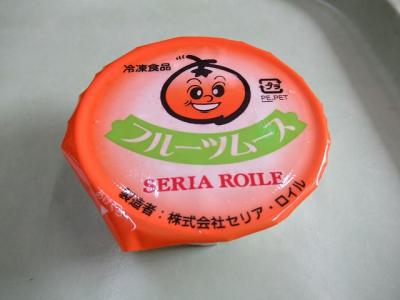 冷凍食品
プラ
PE,PET
フルーツムース
SERIA ROILE
製造者：株式会社セリア・ロイル